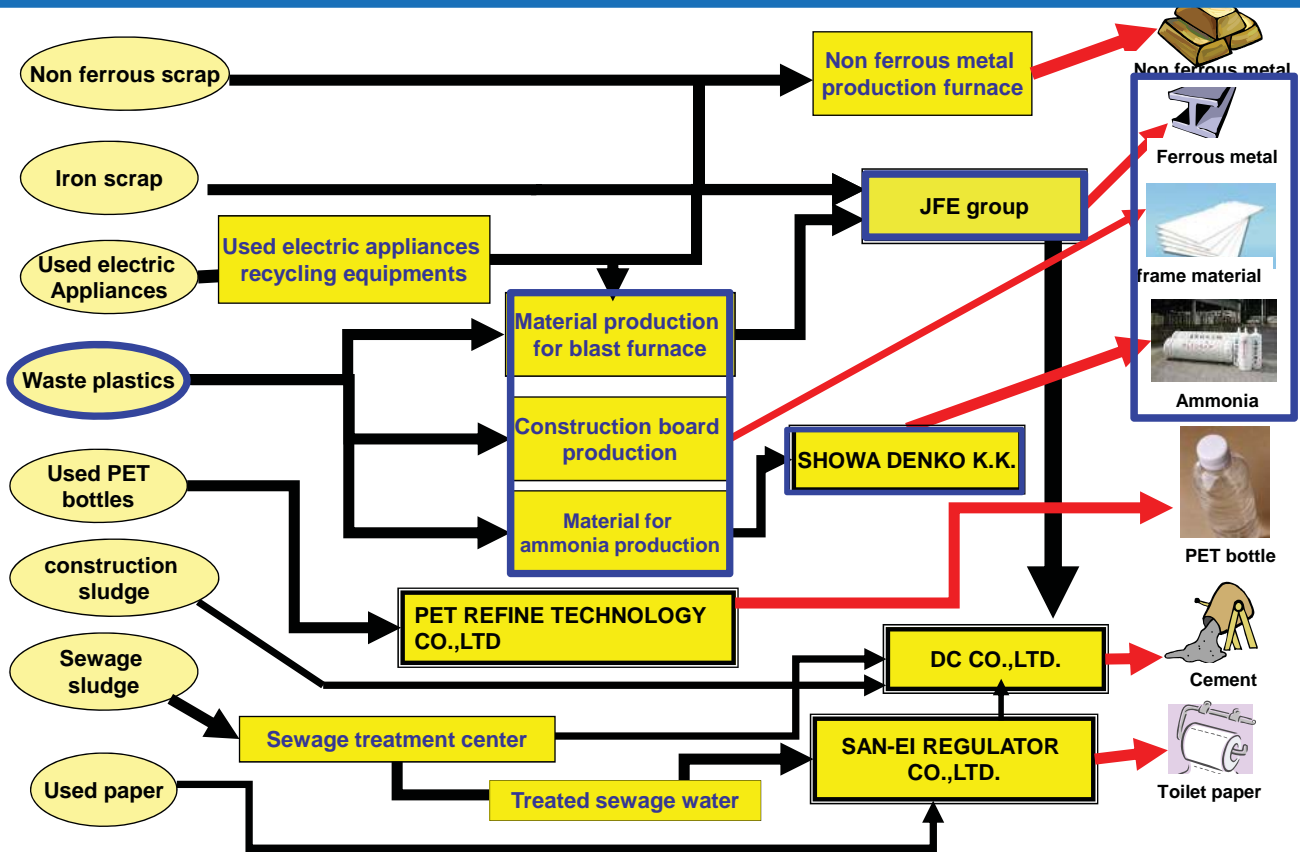 Non ferrous scrap
Iron scrap
Used electric
Appliances
Waste plastics
Used PET
bottles
construction
sludge
Sewage
sludge
Used paper
Used electric appliances
recycling equipments
Material production
for blast furnace
Construction board
production
Material for
ammonia production
PET REFINE TECHNOLOGY
CO.,LTD
Sewage treatment center
Treated sewage water
Non ferrous metal
production furnace
JFE group
SHOWA DENKO K.K.
DC CO.,LTD.
SAN-EI REGULATOR
CO.,LTD.
Non ferrous metal
Ferrous metal
frame material
Ammonia
PET bottle
Cement
Toilet paper